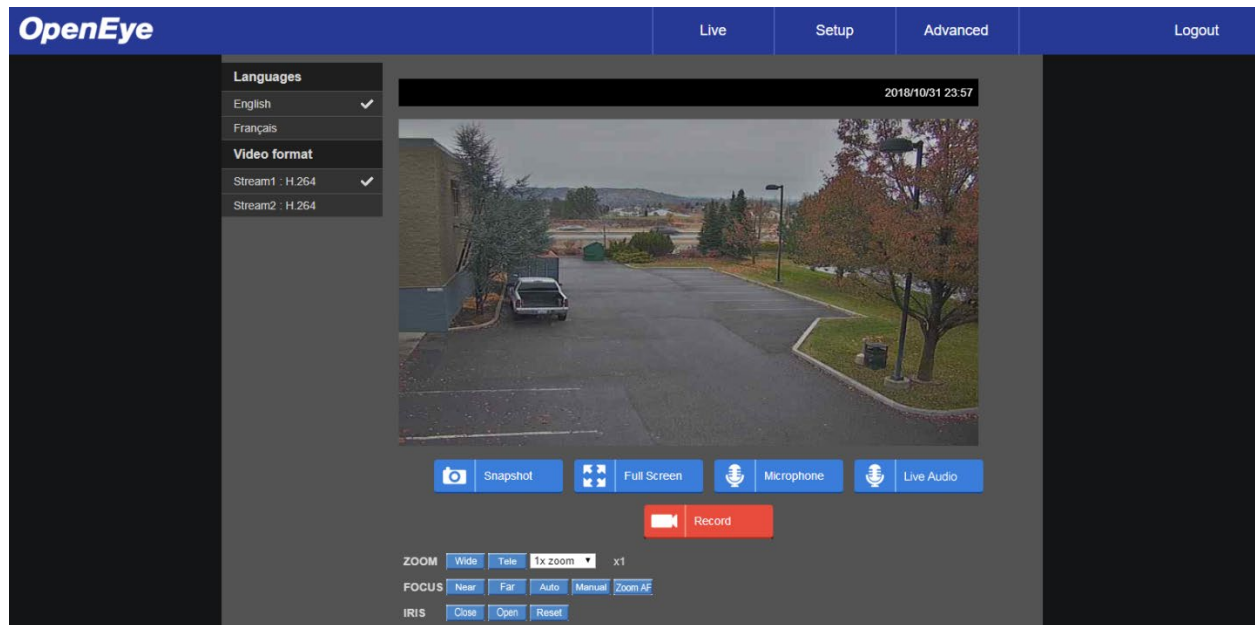 OpenEye Live Setup Advanced Logout
Languages
English
Français
Video format
Stream1 : H.264
Stream2 : H.264
2018/10/31 23:57
Snapshot Full Screen Microphone Live Audio
Record
ZOOM Wide Tele 1x zoom x1
FOCUS Near Far Auto Manual Zoom AF
IRIS Close Open Reset